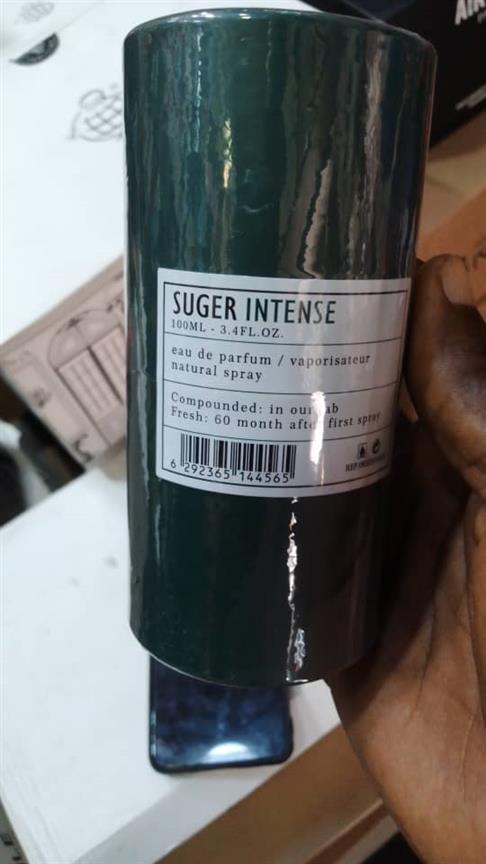 SUGER INTENSE
100ML - 3.4FL.OZ.
eau de parfum / vaporisateur
natural spray
Compounded: in our lab
Fresh: 60 month after first spray
6 292365 144565